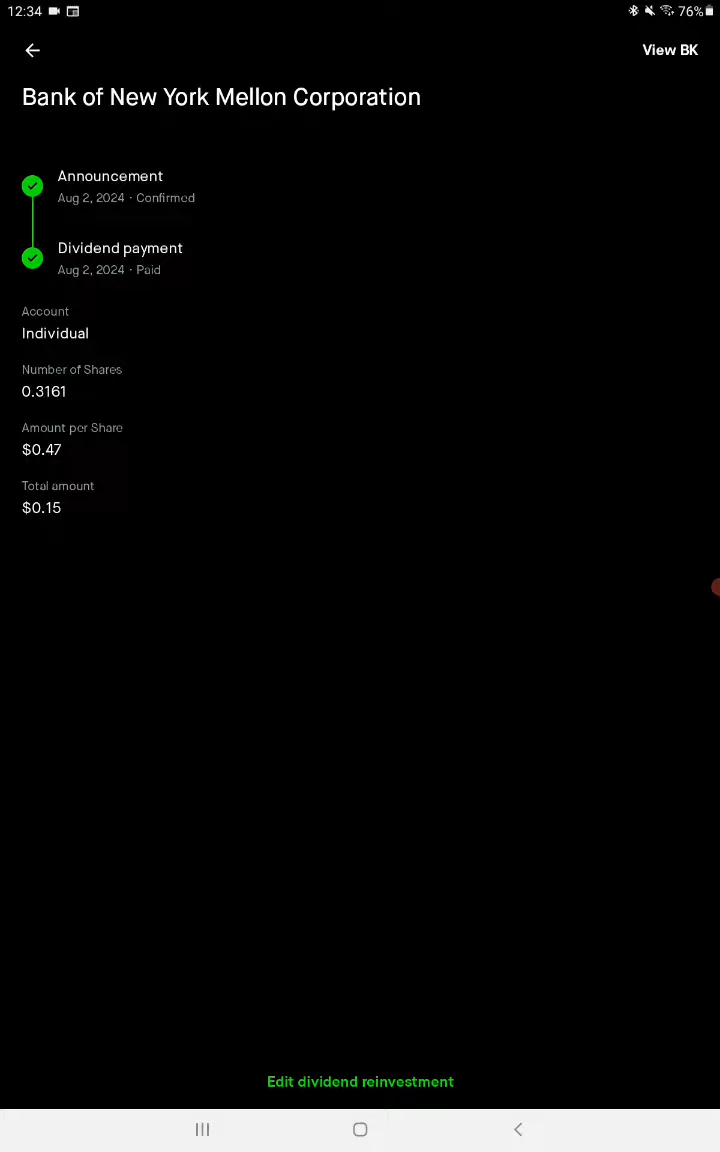 12:34 76%
View BK
Bank of New York Mellon Corporation
Announcement
Aug 2, 2024 · Confirmed
Dividend payment
Aug 2, 2024 · Paid
Account
Individual
Number of Shares
0.3161
Amount per Share
$0.47
Total amount
$0.15
Edit dividend reinvestment